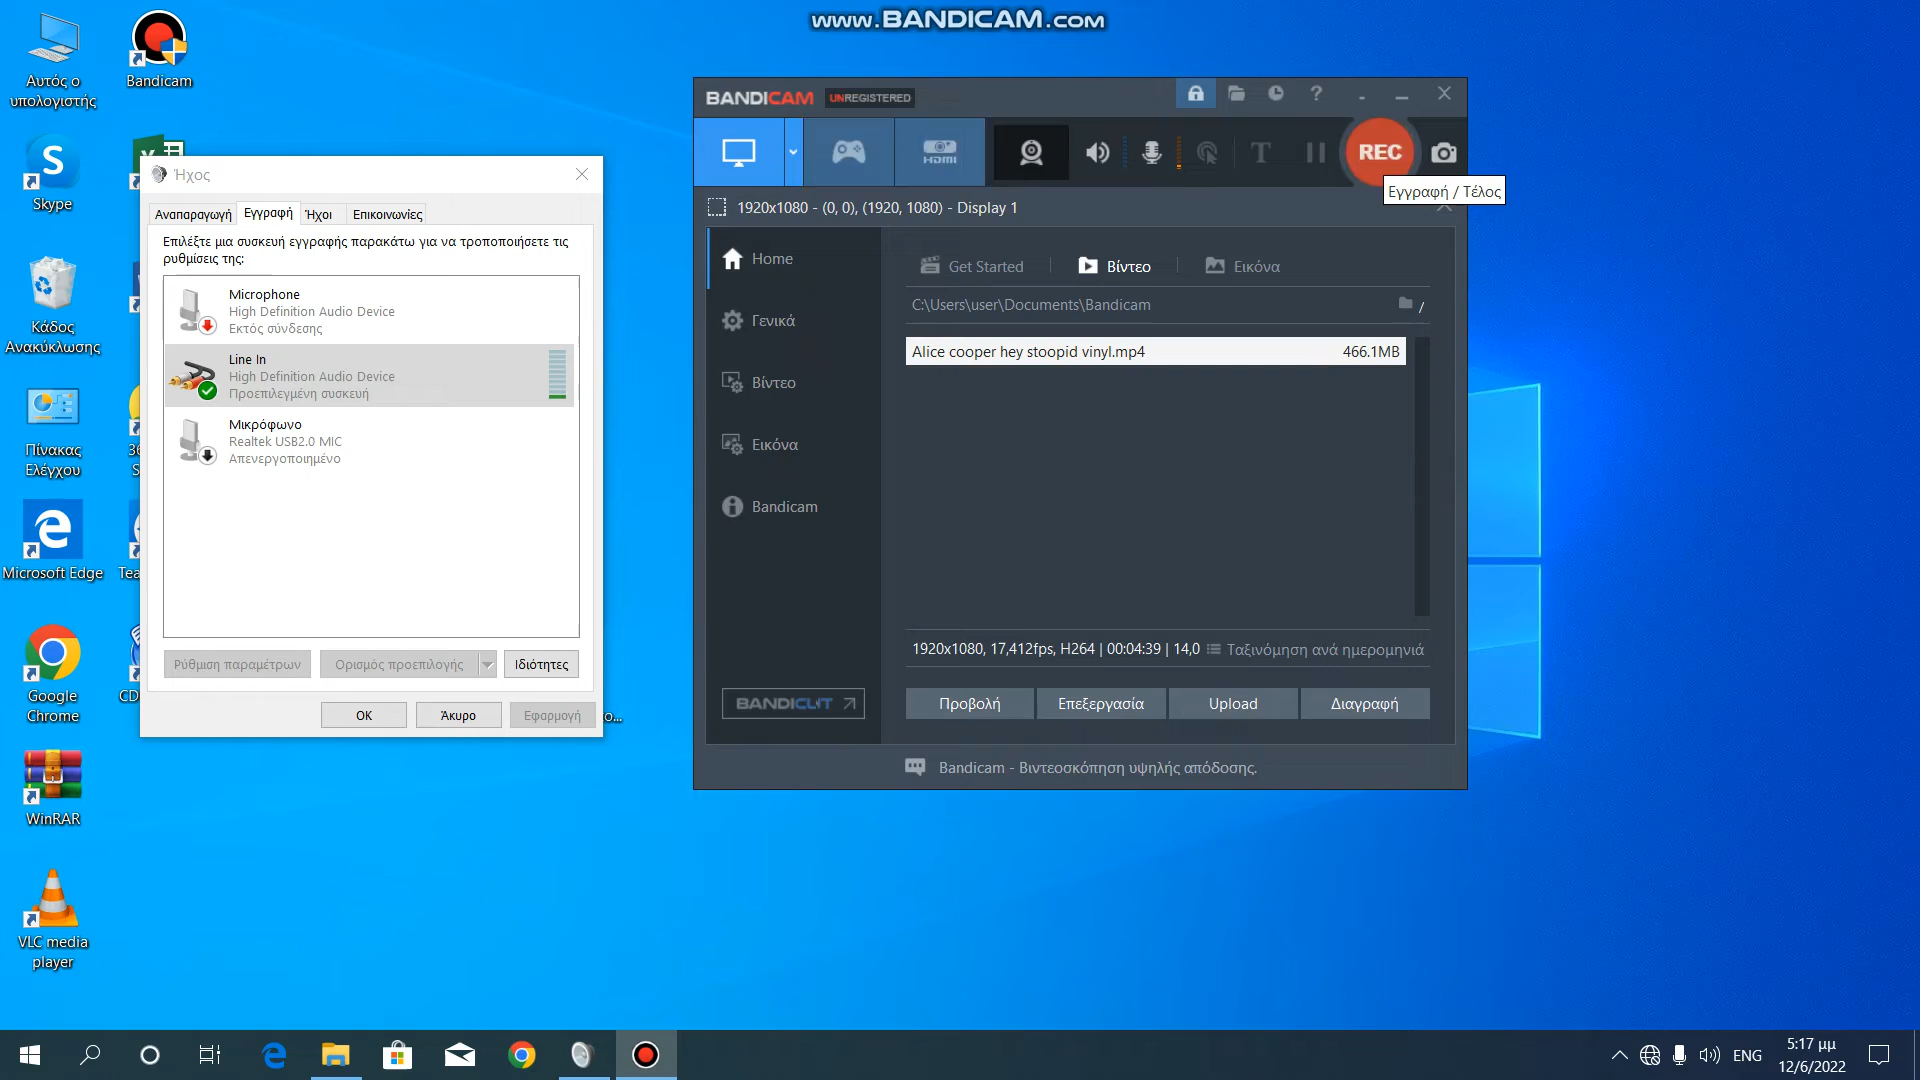 www.BANDICAM.com
Αυτός ο
υπολογιστής
Bandicam
Skype
Κάδος
Ανακύκλωσης
Πίνακας
Ελέγχου
Microsoft Edge
Google
Chrome
WinRAR
VLC media
player
Ήχος
Αναπαραγωγή
Εγγραφή
Ήχοι
Επικοινωνίες
Επιλέξτε μια συσκευή εγγραφής παρακάτω για να τροποποιήσετε τις
ρυθμίσεις της:
Microphone
High Definition Audio Device
Εκτός σύνδεσης
Line In
High Definition Audio Device
Προεπιλεγμένη συσκευή
Μικρόφωνο
Realtek USB2.0 MIC
Απενεργοποιημένο
Ρύθμιση παραμέτρων
Ορισμός προεπιλογής
Ιδιότητες
OK
Άκυρο
Εφαρμογή
BANDICAM
UNREGISTERED
HDMI
REC
Εγγραφή / Τέλος
1920x1080 - (0, 0), (1920, 1080) - Display 1
Home
Γενικά
Βίντεο
Εικόνα
Bandicam
BANDICUT
Get Started
Βίντεο
Εικόνα
C:\Users\user\Documents\Bandicam
/
Alice cooper hey stoopid vinyl.mp4 466.1MB
1920x1080, 17,412fps, H264 | 00:04:39 | 14,0
Ταξινόμηση ανά ημερομηνιά
Προβολή
Επεξεργασία
Upload
Διαγραφή
Bandicam - Βιντεοσκόπηση υψηλής απόδοσης.
ENG
5:17 μμ
12/6/2022